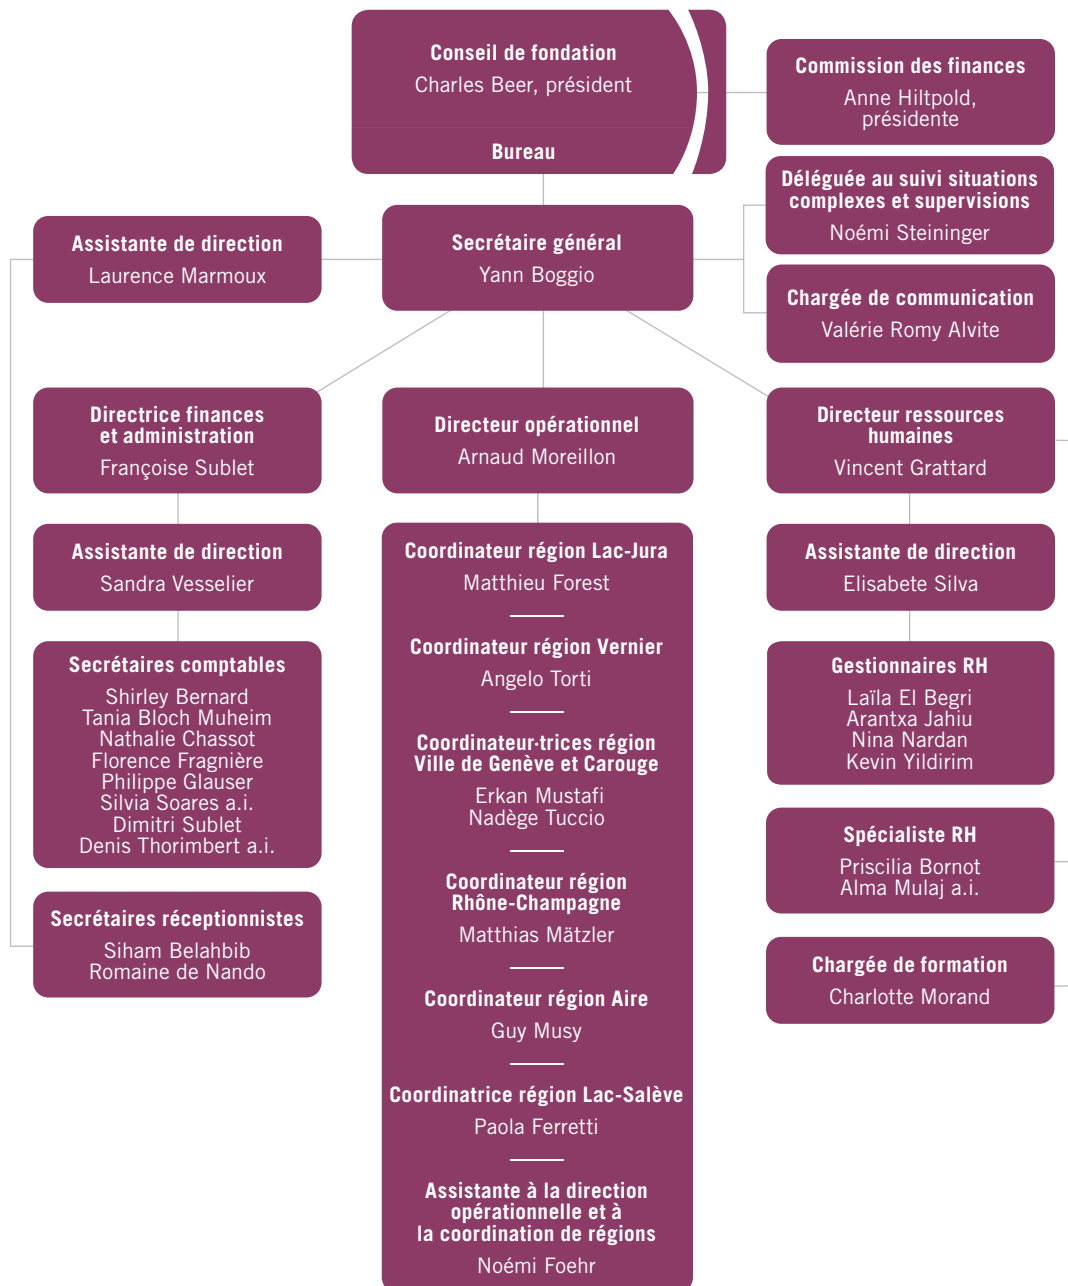 Conseil de fondation
Charles Beer, président
Bureau
Commission des finances
Anne Hiltpold,
présidente
Déléguée au suivi situations
complexes et supervisions
Noémi Steininger
Assistante de direction
Laurence Marmoux
Secrétaire général
Yann Boggio
Chargée de communication
Valérie Romy Alvite
Directrice finances
et administration
Françoise Sublet
Directeur opérationnel
Arnaud Moreillon
Directeur ressources
humaines
Vincent Grattard
Assistante de direction
Sandra Vesselier
Secrétaires comptables
Shirley Bernard
Tania Bloch Muheim
Nathalie Chassot
Florence Fragnière
Philippe Glauser
Silvia Soares a.i.
Dimitri Sublet
Denis Thorimbert a.i.
Secrétaires réceptionnistes
Siham Belahbib
Romaine de Nando
Coordinateur région Lac-Jura
Matthieu Forest
Coordinateur région Vernier
Angelo Torti
Coordinateur·trices région
Ville de Genève et Carouge
Erkan Mustafi
Nadège Tuccio
Coordinateur région
Rhône-Champagne
Matthias Mätzler
Coordinateur région Aire
Guy Musy
Coordinatrice région Lac-Salève
Paola Ferretti
Assistante à la direction
opérationnelle et à
la coordination de régions
Noémi Foehr
Assistante de direction
Elisabete Silva
Gestionnaires RH
Laïla El Begri
Arantxa Jahiu
Nina Nardan
Kevin Yildirim
Spécialiste RH
Priscilia Bornot
Alma Mulaj a.i.
Chargée de formation
Charlotte Morand